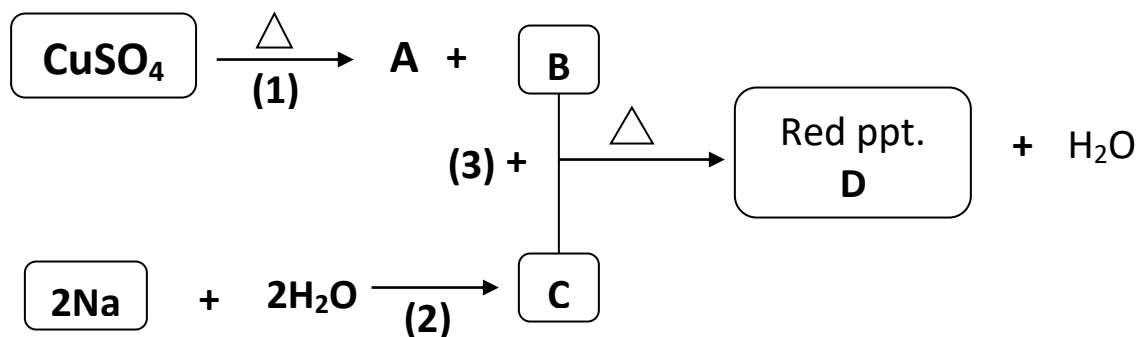 CuSO₄ △ (1) A + B
(3) + △ Red ppt. D + H₂O
2Na + 2H₂O (2) C